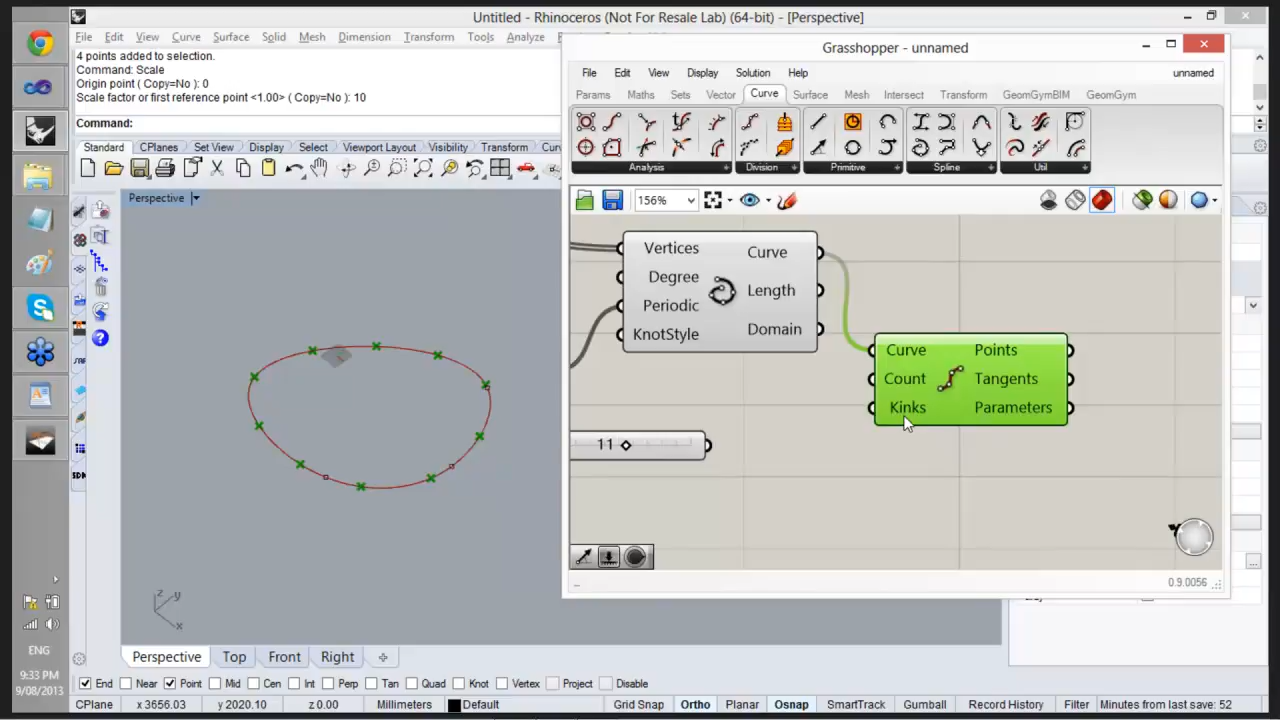 Untitled - Rhinoceros (Not For Resale Lab) (64-bit) - [Perspective]
File Edit View Curve Surface Solid Mesh Dimension Transform Tools Analyze
4 points added to selection.
Command: Scale
Origin point ( Copy=No ): 0
Scale factor or first reference point <1.00> ( Copy=No ): 10
Command:
Standard CPlanes Set View Display Select Viewport Layout Visibility Transform
Perspective
Grasshopper - unnamed
File Edit View Display Solution Help unnamed
Params Maths Sets Vector Curve Surface Mesh Intersect Transform GeomGymBIM GeomGym
Analysis Division Primitive Spline Util
156%
Vertices Curve
Degree
Length
Periodic
KnotStyle Domain
Curve Points
Count Tangents
Kinks Parameters
11
0.9.0056
z y
x
Perspective Top Front Right
End Near Point Mid Cen Int Perp Tan Quad Knot Vertex Project Disable
CPlane x 3656.03 y 2020.10 z 0.00 Millimeters Default Grid Snap Ortho Planar Osnap SmartTrack Gumball Record History Filter Minutes from last save: 52
ENG
9:33 PM
9/08/2013